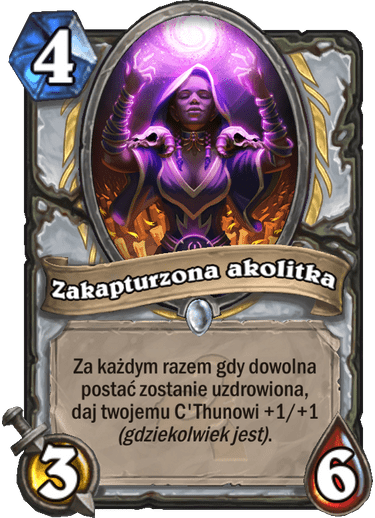 4
Zakapturzona akolitka
Za każdym razem gdy dowolna
postać zostanie uzdrowiona,
daj twojemu C'Thunowi +1/+1
(gdziekolwiek jest).
3
6